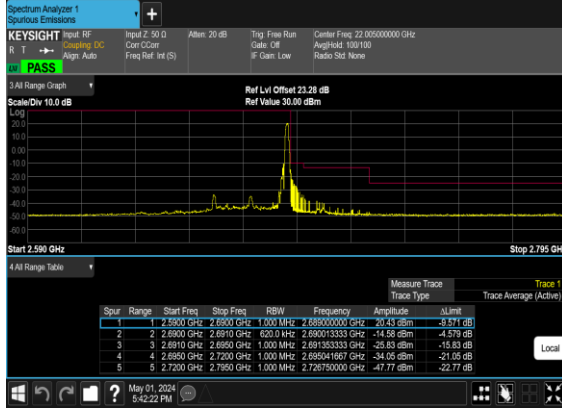 Spectrum Analyzer 1
Spurious Emissions
+
KEYSIGHT Input: RF
R T Coupling: DC
Align: Auto
LXI PASS
Input Z: 50 Ω
Corr CCorr
Freq Ref: Int (S)
Atten: 20 dB
Trig: Free Run
Gate: Off
IF Gain: Low
Center Freq: 22.005000000 GHz
Avg|Hold: 100/100
Radio Std: None
3 All Range Graph
Ref Lvl Offset 23.28 dB
Scale/Div 10.0 dB Ref Value 30.00 dBm
Log
20.0
10.0
0.00
-10.0
-20.0
-30.0
-40.0
-50.0
-60.0
Start 2.590 GHz Stop 2.795 GH
4 All Range Table
Measure Trace Trace 1
Trace Type Trace Average (Active)
Spur Range Start Freq Stop Freq RBW Frequency Amplitude ΔLimit
1 1 2.5900 GHz 2.6900 GHz 1.000 MHz 2.689000000 GHz 20.43 dBm -9.571 dB
2 2 2.6900 GHz 2.6910 GHz 620.0 kHz 2.690013333 GHz -14.58 dBm -4.579 dB
3 3 2.6910 GHz 2.6950 GHz 1.000 MHz 2.691353333 GHz -25.83 dBm -15.83 dB
4 4 2.6950 GHz 2.7200 GHz 1.000 MHz 2.695041667 GHz -34.05 dBm -21.05 dB
5 5 2.7200 GHz 2.7950 GHz 1.000 MHz 2.726750000 GHz -47.77 dBm -22.77 dB
Local
?
May 01, 2024
5:42:22 PM